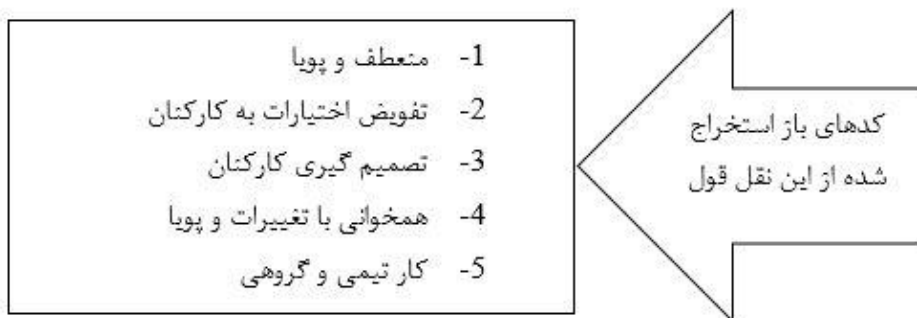 کدهای باز استخراج
شده از این نقل قول
1- منعطف و پویا
2- تفویض اختیارات به کارکنان
3- تصمیم گیری کارکنان
4- همخوانی با تغییرات و پویا
5- کار تیمی و گروهی